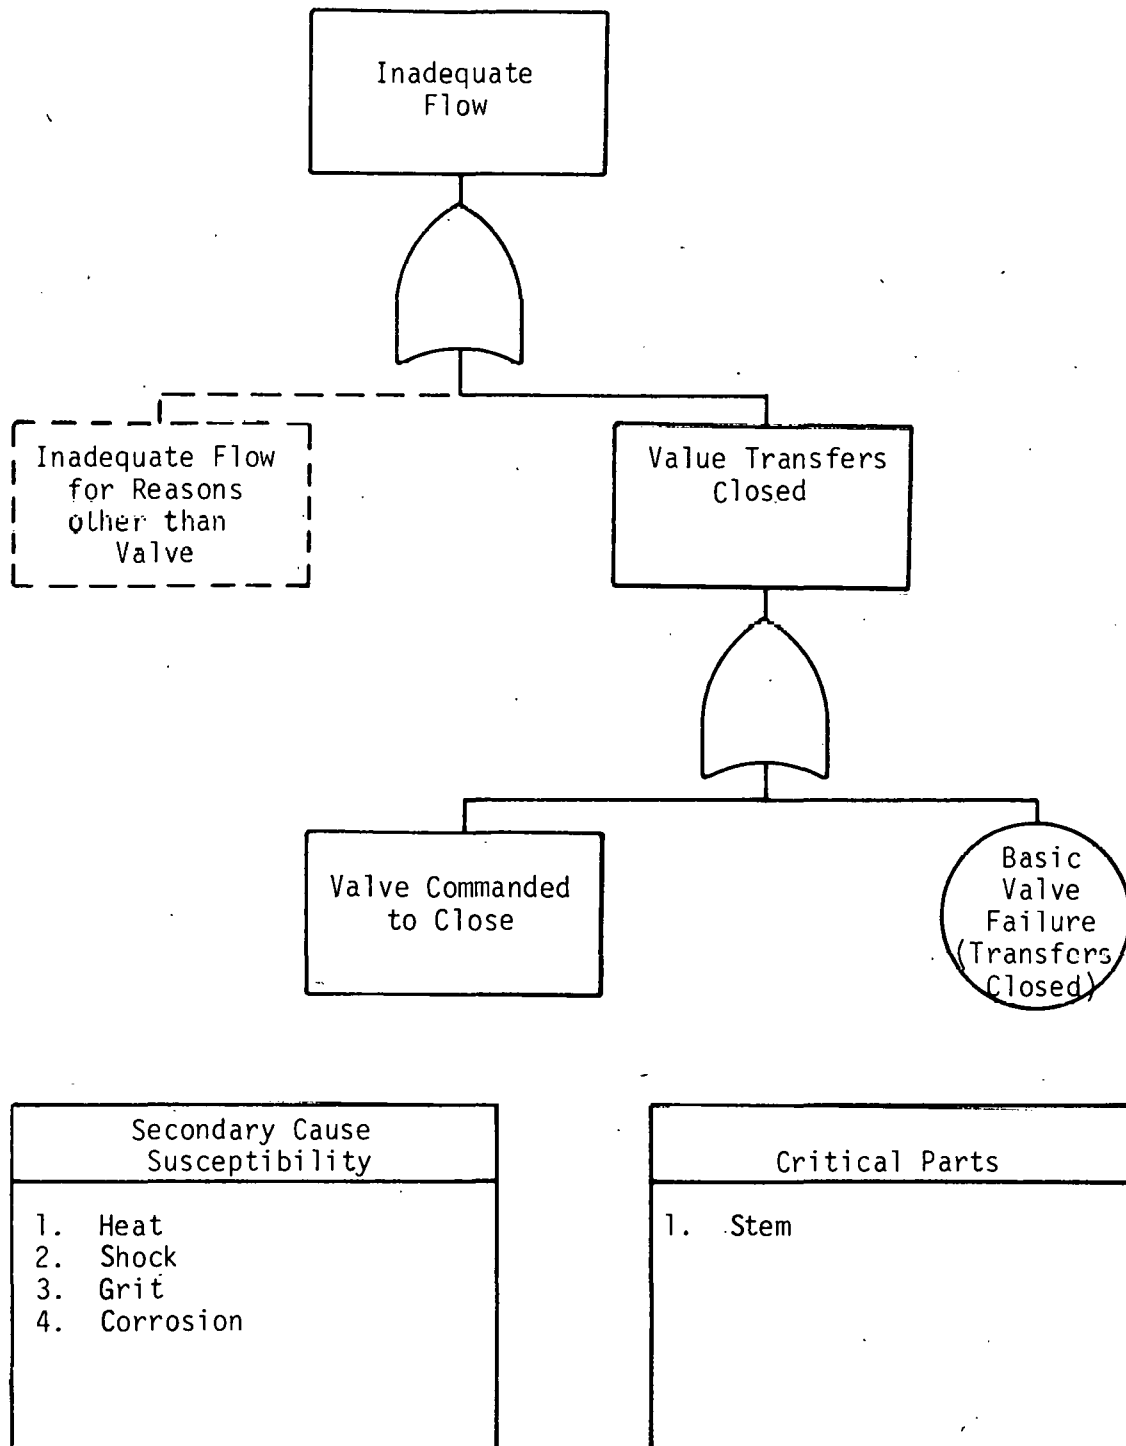 Inadequate
Flow
Inadequate Flow
for Reasons
other than
Valve
Value Transfers
Closed
Valve Commanded
to Close
Basic
Valve
Failure
(Transfers
Closed)
Secondary Cause
Susceptibility
1. Heat
2. Shock
3. Grit
4. Corrosion
Critical Parts
1. Stem